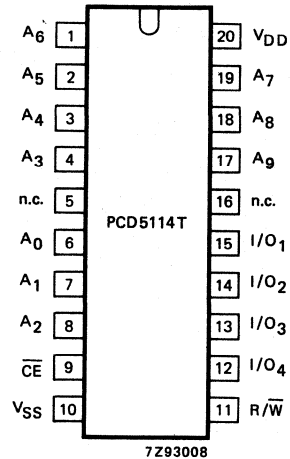 A6 1 20 VDD
A5 2 19 A7
A4 3 18 A8
A3 4 17 A9
n.c. 5 16 n.c.
PCD5114T
A0 6 15 I/O1
A1 7 14 I/O2
A2 8 13 I/O3
C̅E̅ 9 12 I/O4
VSS 10 11 R/W̅
7Z93008